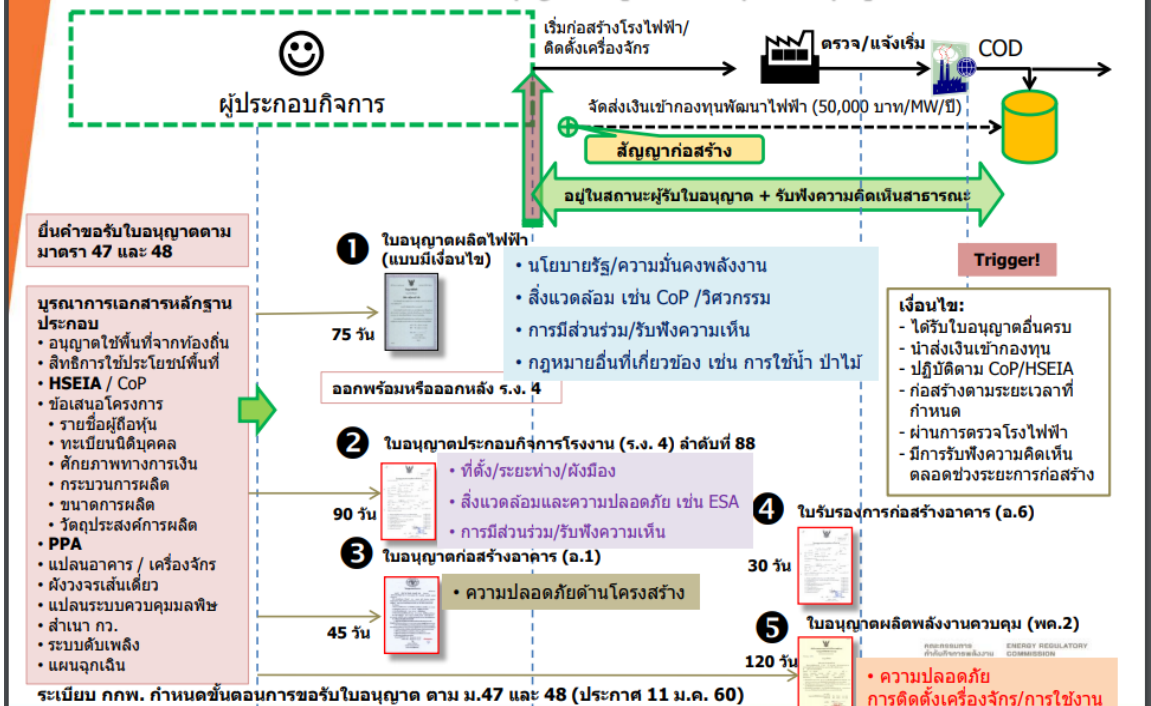 เริ่มก่อสร้างโรงไฟฟ้า/
ติดตั้งเครื่องจักร
ตรวจ/แจ้งเริ่ม
COD
ผู้ประกอบกิจการ
จัดส่งเงินเข้ากองทุนพัฒนาไฟฟ้า (50,000 บาท/MW/ปี)
สัญญาก่อสร้าง
อยู่ในสถานะผู้รับใบอนุญาต + รับฟังความคิดเห็นสาธารณะ
ยื่นคำขอรับใบอนุญาตตาม
มาตรา 47 และ 48
1 ใบอนุญาตผลิตไฟฟ้า
(แบบมีเงื่อนไข)
75 วัน
• นโยบายรัฐ/ความมั่นคงพลังงาน
• สิ่งแวดล้อม เช่น CoP /วิศวกรรม
• การมีส่วนร่วม/รับฟังความเห็น
• กฎหมายอื่นที่เกี่ยวข้อง เช่น การใช้น้ำ ป่าไม้
Trigger!
เงื่อนไข:
- ได้รับใบอนุญาตอื่นครบ
- นำส่งเงินเข้ากองทุน
- ปฏิบัติตาม CoP/HSEIA
- ก่อสร้างตามระยะเวลาที่
กำหนด
- ผ่านการตรวจโรงไฟฟ้า
- มีการรับฟังความคิดเห็น
ตลอดช่วงระยะการก่อสร้าง
บูรณาการเอกสารหลักฐาน
ประกอบ
• อนุญาตใช้พื้นที่จากท้องถิ่น
• สิทธิการใช้ประโยชน์พื้นที่
• HSEIA / CoP
• ข้อเสนอโครงการ
• รายชื่อผู้ถือหุ้น
• ทะเบียนนิติบุคคล
• ศักยภาพทางการเงิน
• กระบวนการผลิต
• ขนาดการผลิต
• วัตถุประสงค์การผลิต
• PPA
• แปลนอาคาร / เครื่องจักร
• ผังวงจรเส้นเดี่ยว
• แปลนระบบควบคุมมลพิษ
• สำเนา กว.
• ระบบดับเพลิง
• แผนฉุกเฉิน
ออกพร้อมหรือออกหลัง ร.ง. 4
2 ใบอนุญาตประกอบกิจการโรงงาน (ร.ง. 4) ลำดับที่ 88
90 วัน
• ที่ตั้ง/ระยะห่าง/ผังมือง
• สิ่งแวดล้อมและความปลอดภัย เช่น ESA
• การมีส่วนร่วม/รับฟังความเห็น
3 ใบอนุญาตก่อสร้างอาคาร (อ.1)
45 วัน
• ความปลอดภัยด้านโครงสร้าง
4 ใบรับรองการก่อสร้างอาคาร (อ.6)
30 วัน
5 ใบอนุญาตผลิตพลังงานควบคุม (พค.2)
120 วัน
คณะกรรมการ
กำกับกิจการพลังงาน
ENERGY REGULATORY
COMMISSION
• ความปลอดภัย
การติดตั้งเครื่องจักร/การใช้งาน
ระเบียบ กกพ. กำหนดขั้นตอนการขอรับใบอนุญาต ตาม ม.47 และ 48 (ประกาศ 11 ม.ค. 60)